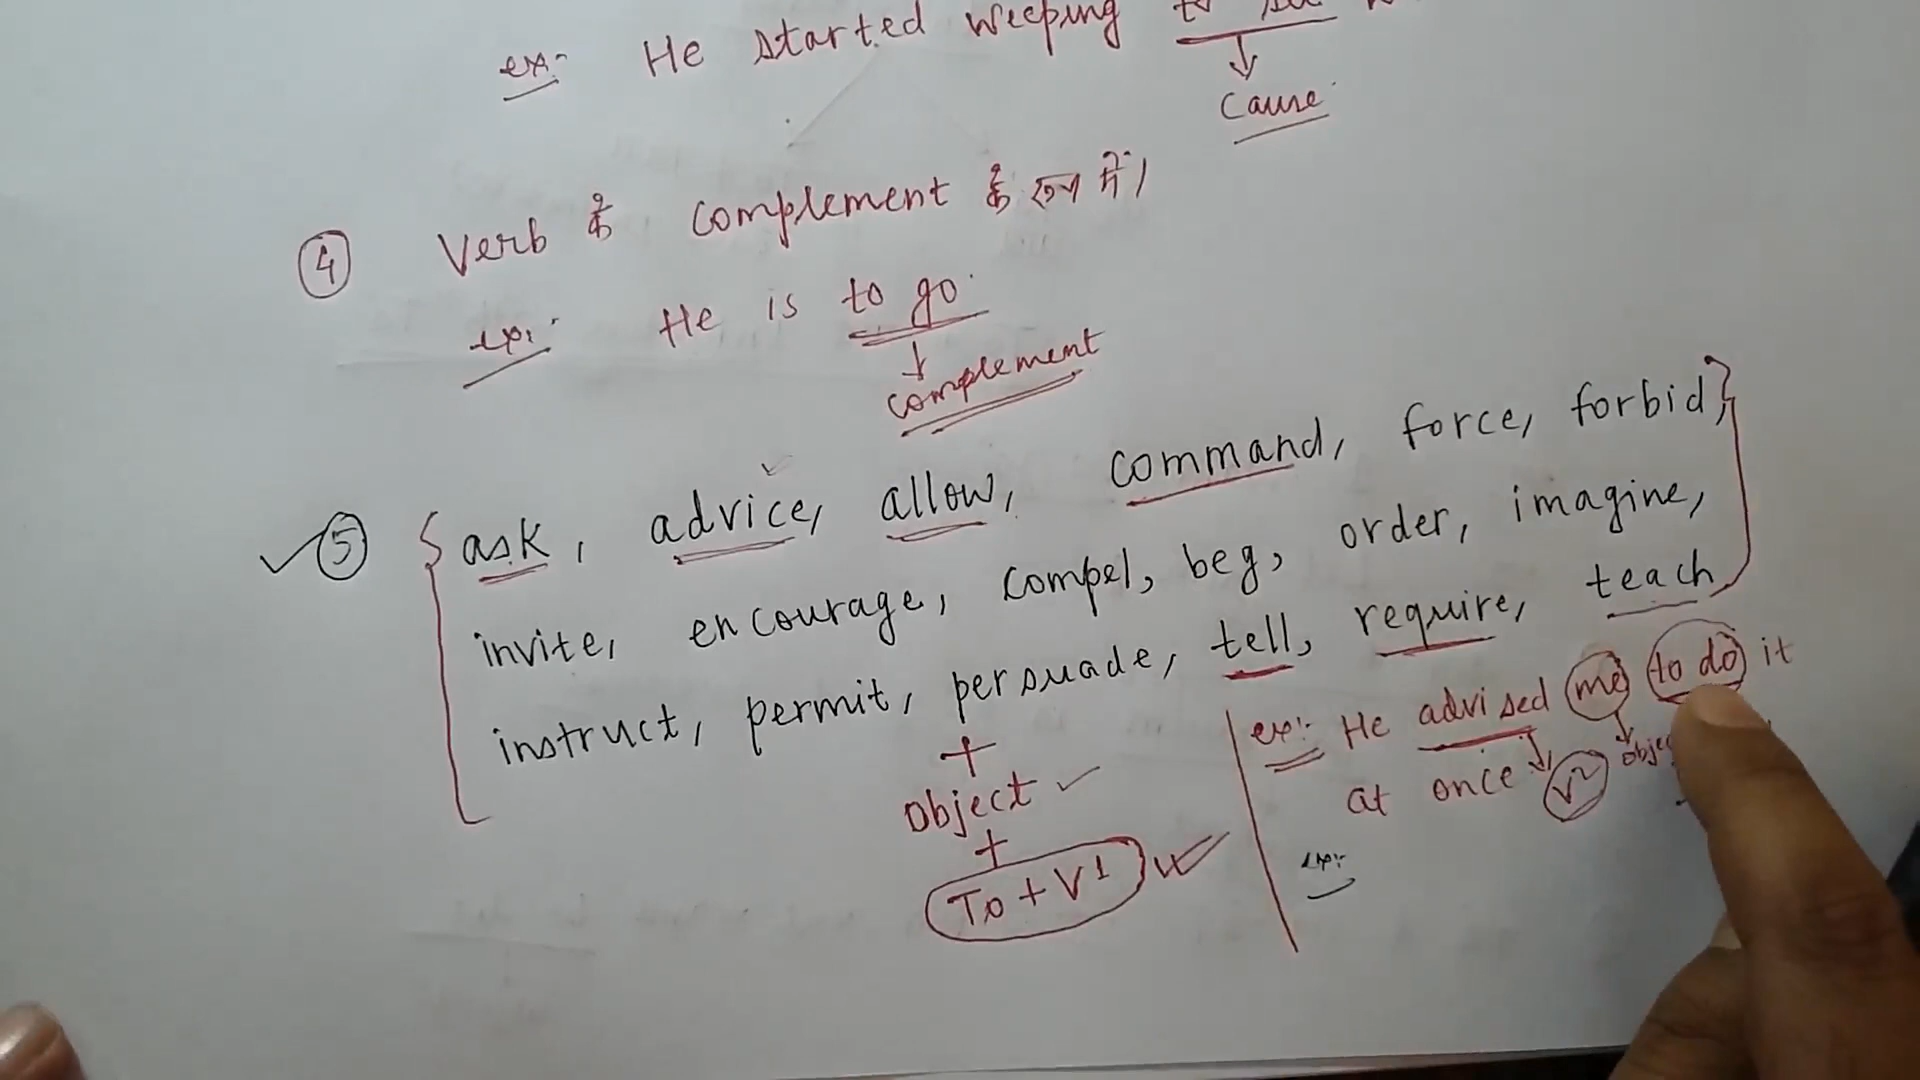 ex:- He started weeping to
Cause
④ Verb के complement के रूप में।
ex:- He is to go.
complement
⑤ { ask, advice, allow, command, force, forbid, }
invite, encourage, compel, beg, order, imagine,
instruct, permit, persuade, tell, require, teach
+
Object ✓
+
To + V¹
ex:- He advised me to do it
at once V²
ex:-